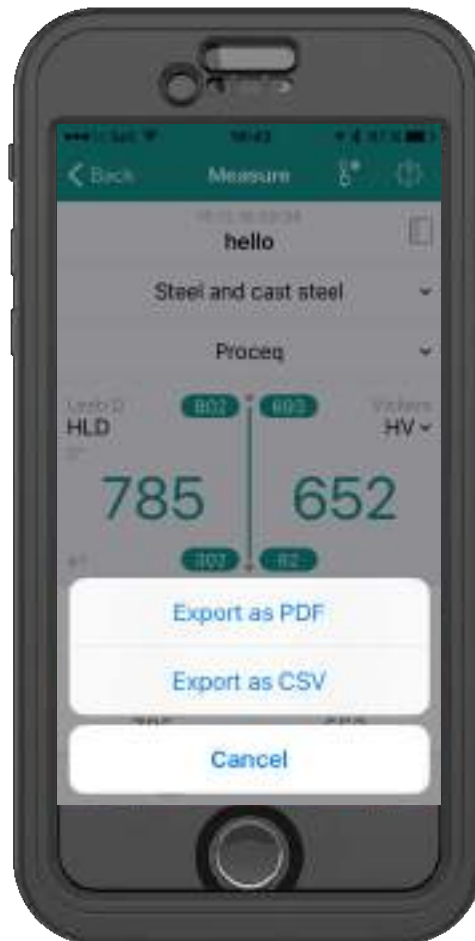 Back Measure
hello
Steel and cast steel
Proceq
HLD HV
802 693
785 652
303 82
Export as PDF
Export as CSV
Cancel